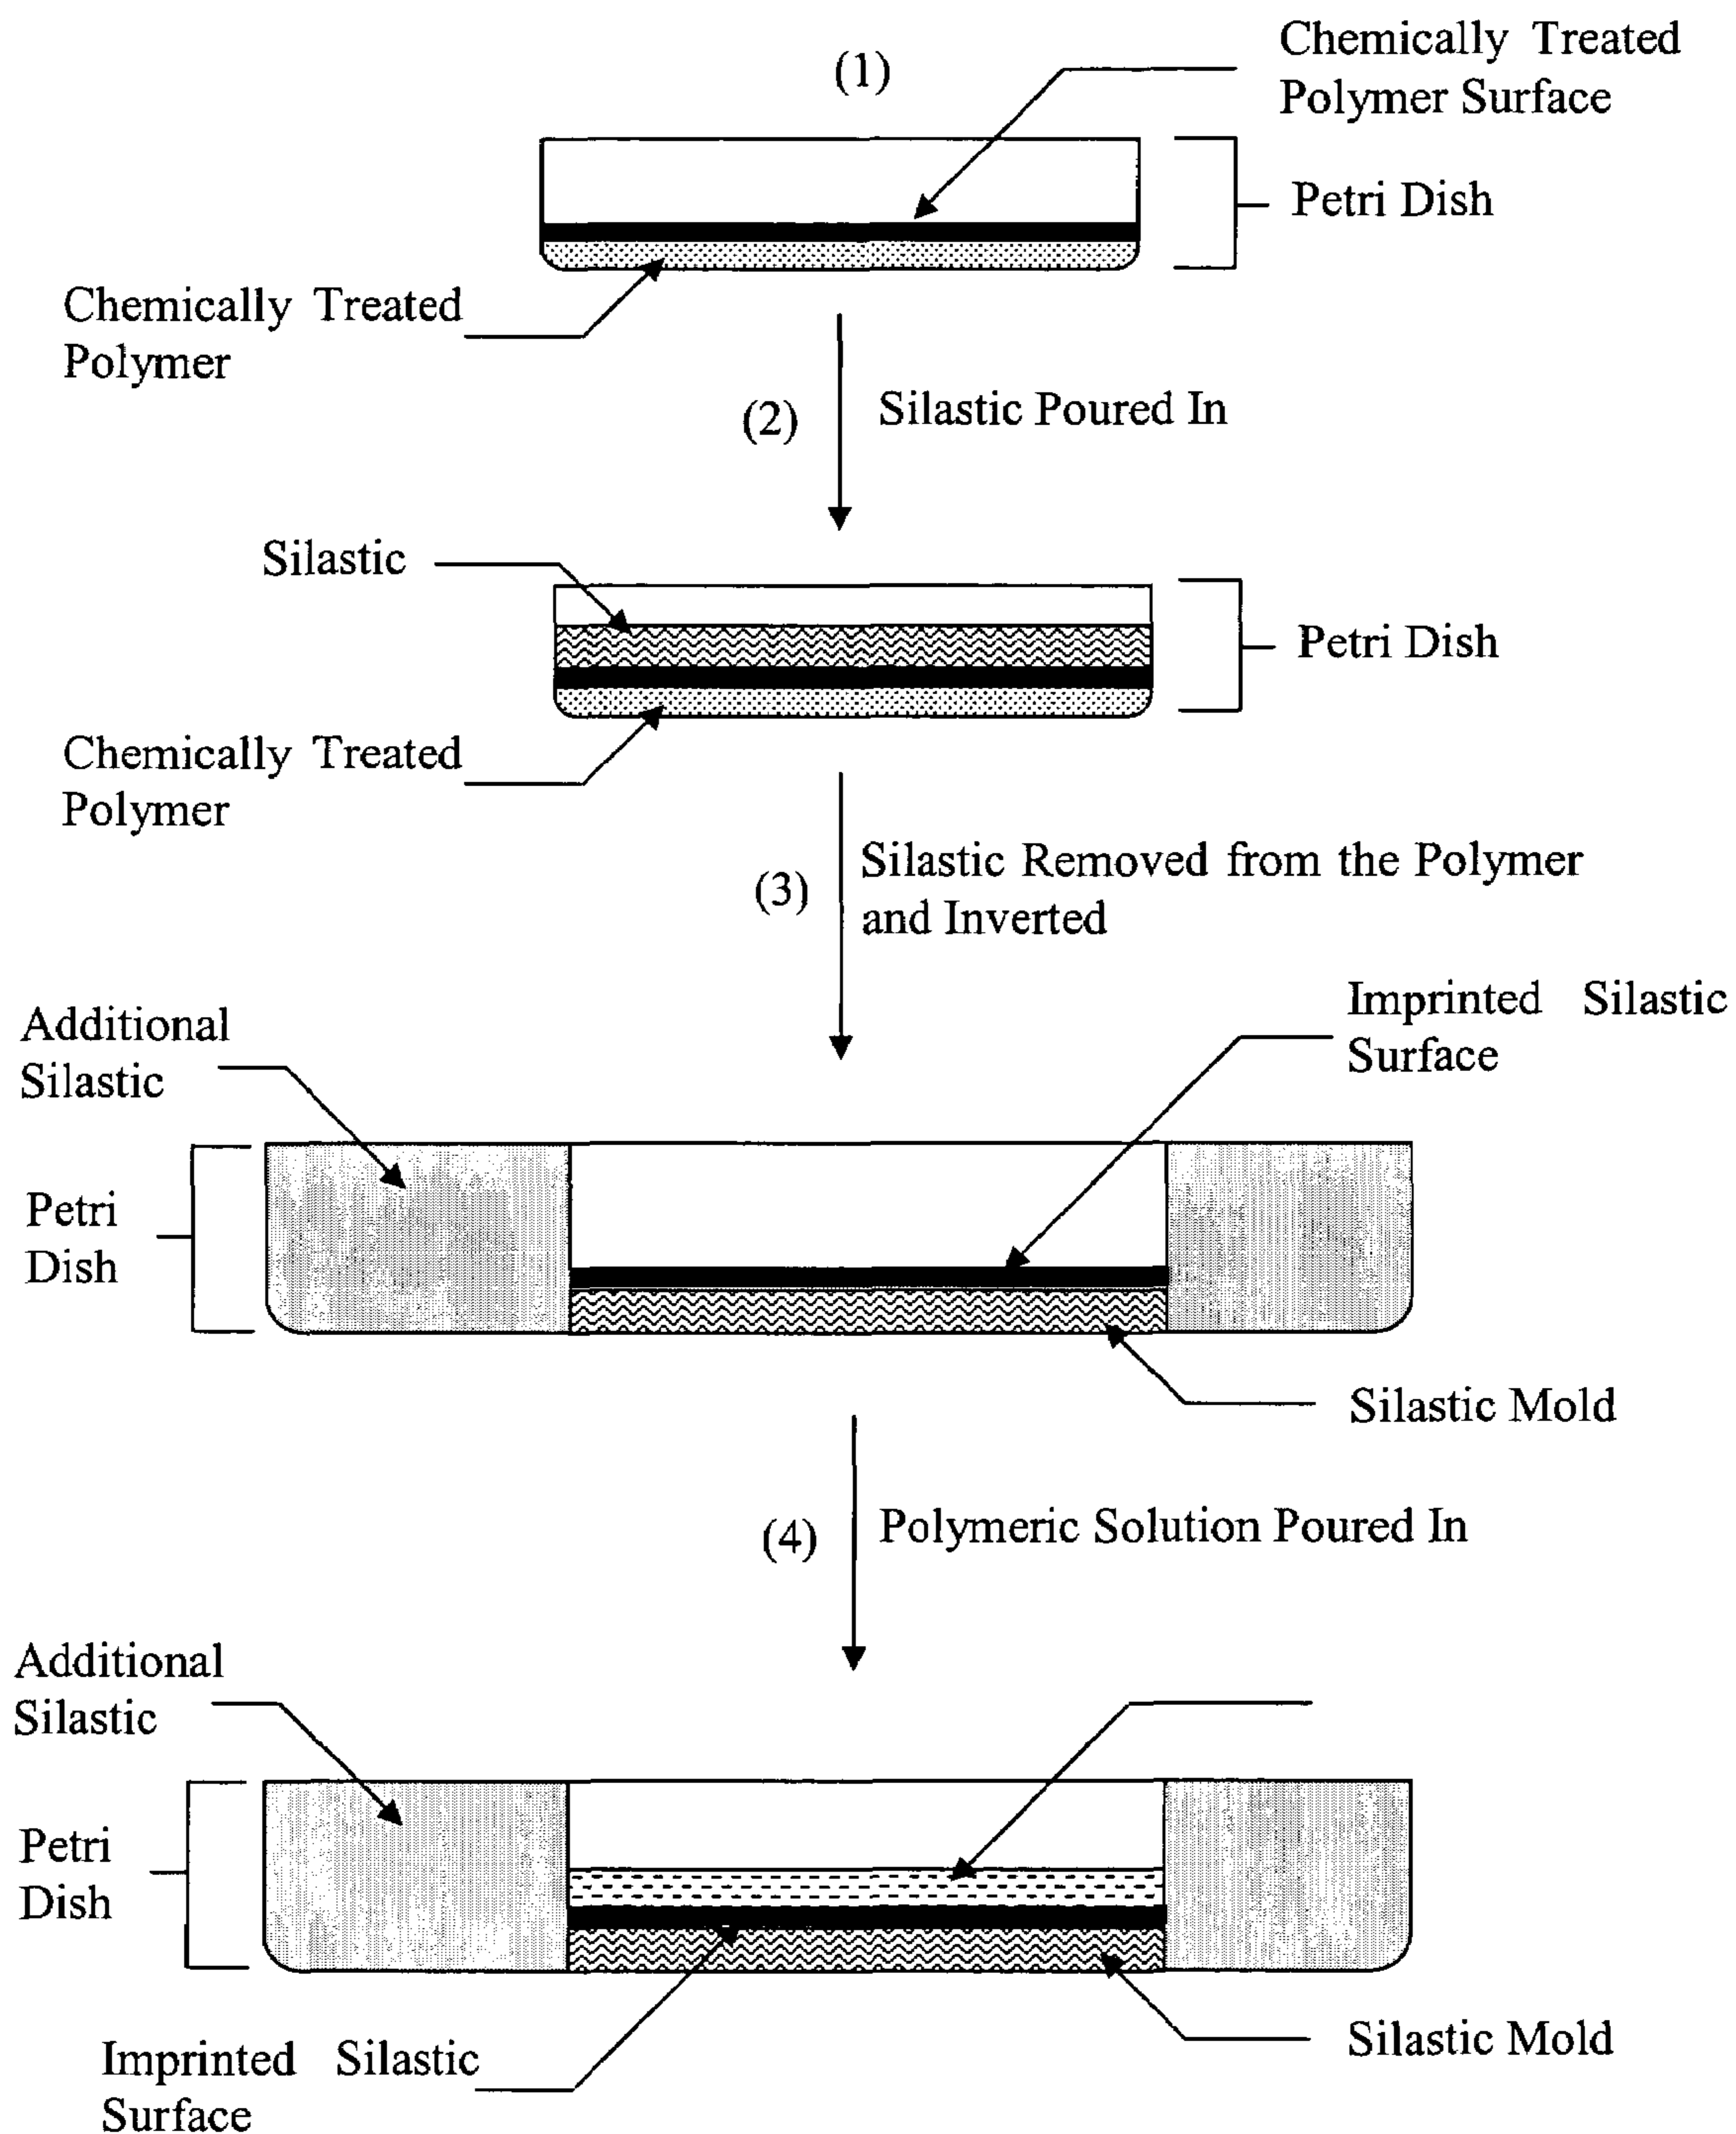 (1)
Chemically Treated
Polymer Surface
Petri Dish
Chemically Treated
Polymer
(2)
Silastic Poured In
Silastic
Petri Dish
Chemically Treated
Polymer
(3)
Silastic Removed from the Polymer
and Inverted
Additional
Silastic
Imprinted Silastic
Surface
Petri
Dish
Silastic Mold
(4)
Polymeric Solution Poured In
Additional
Silastic
Petri
Dish
Imprinted Silastic
Surface
Silastic Mold